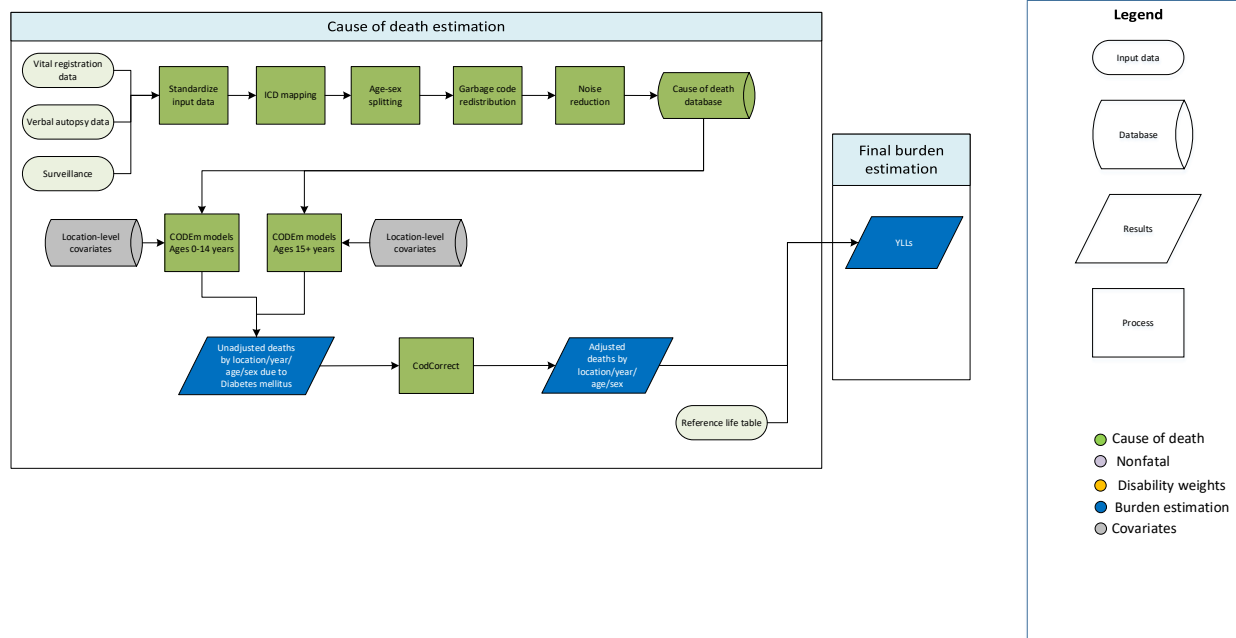 Cause of death estimation
Vital registration
data
Verbal autopsy data
Surveillance
Standardize
input data
ICD mapping
Age-sex
splitting
Garbage code
redistribution
Noise
reduction
Cause of death
database
Location-level
covariates
CODEm models
Ages 0-14 years
CODEm models
Ages 15+ years
Location-level
covariates
Unadjusted deaths
by location/year/
age/sex due to
Diabetes mellitus
CodCorrect
Adjusted
deaths by
location/year/
age/sex
Reference life table
Final burden
estimation
YLLs
Legend
Input data
Database
Results
Process
Cause of death
Nonfatal
Disability weights
Burden estimation
Covariates